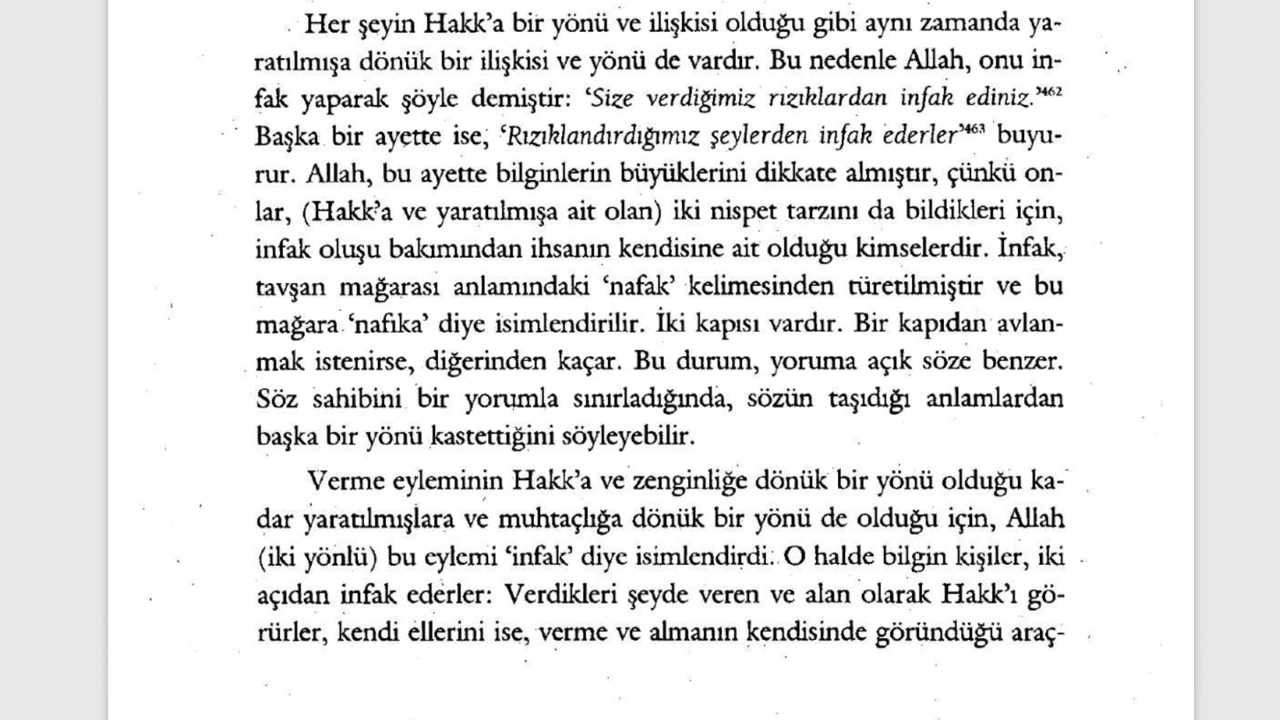 Her şeyin Hakk’a bir yönü ve ilişkisi olduğu gibi aynı zamanda ya-
ratılmışa dönük bir ilişkisi ve yönü de vardır. Bu nedenle Allah, onu in-
fak yaparak şöyle demiştir: ‘Size verdiğimiz rızıklardan infak ediniz.’⁴⁶²
Başka bir ayette ise, ‘Rızıklandırdığımız şeylerden infak ederler’⁴⁶³ buyu-
rur. Allah, bu ayette bilginlerin büyüklerini dikkate almıştır, çünkü on-
lar, (Hakk’a ve yaratılmışa ait olan) iki nispet tarzını da bildikleri için,
infak oluşu bakımından ihsanın kendisine ait olduğu kimselerdir. İnfak,
tavşan mağarası anlamındaki ‘nafak’ kelimesinden türetilmiştir ve bu
mağara ‘nafıka’ diye isimlendirilir. İki kapısı vardır. Bir kapıdan avlan-
mak istenirse, diğerinden kaçar. Bu durum, yoruma açık söze benzer.
Söz sahibini bir yorumla sınırladığında, sözün taşıdığı anlamlardan
başka bir yönü kastettiğini söyleyebilir.
Verme eyleminin Hakk’a ve zenginliğe dönük bir yönü olduğu ka-
dar yaratılmışlara ve muhtaçlığa dönük bir yönü de olduğu için, Allah
(iki yönlü) bu eylemi ‘infak’ diye isimlendirdi. O halde bilgin kişiler, iki
açıdan infak ederler: Verdikleri şeyde veren ve alan olarak Hakk’ı gö-
rürler, kendi ellerini ise, verme ve almanın kendisinde göründüğü araç-